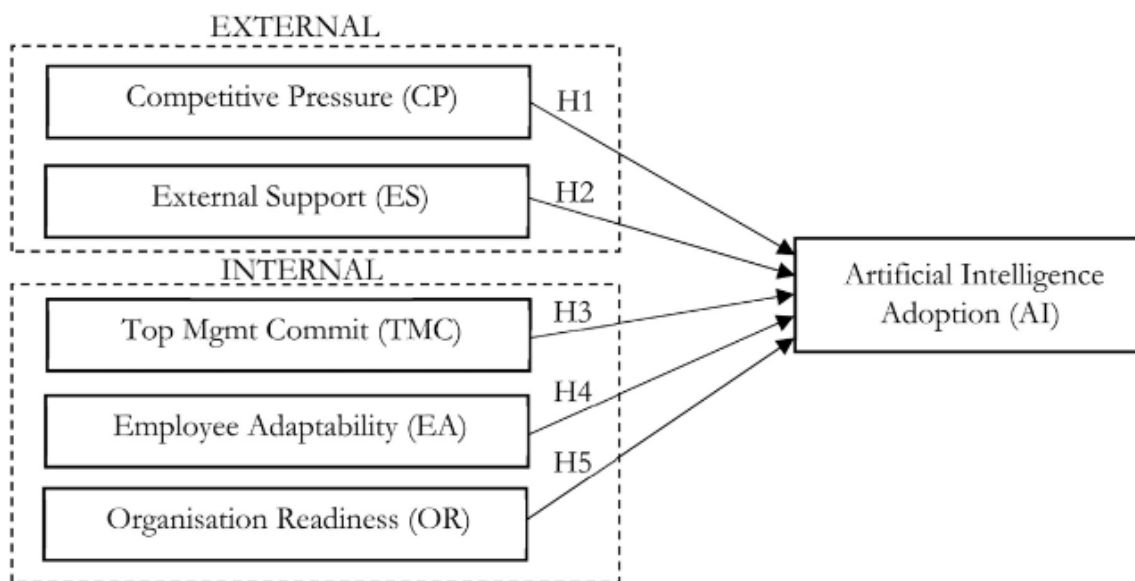 EXTERNAL
Competitive Pressure (CP)
H1
External Support (ES)
H2
INTERNAL
Top Mgmt Commit (TMC)
H3
Employee Adaptability (EA)
H4
Organisation Readiness (OR)
H5
Artificial Intelligence
Adoption (AI)